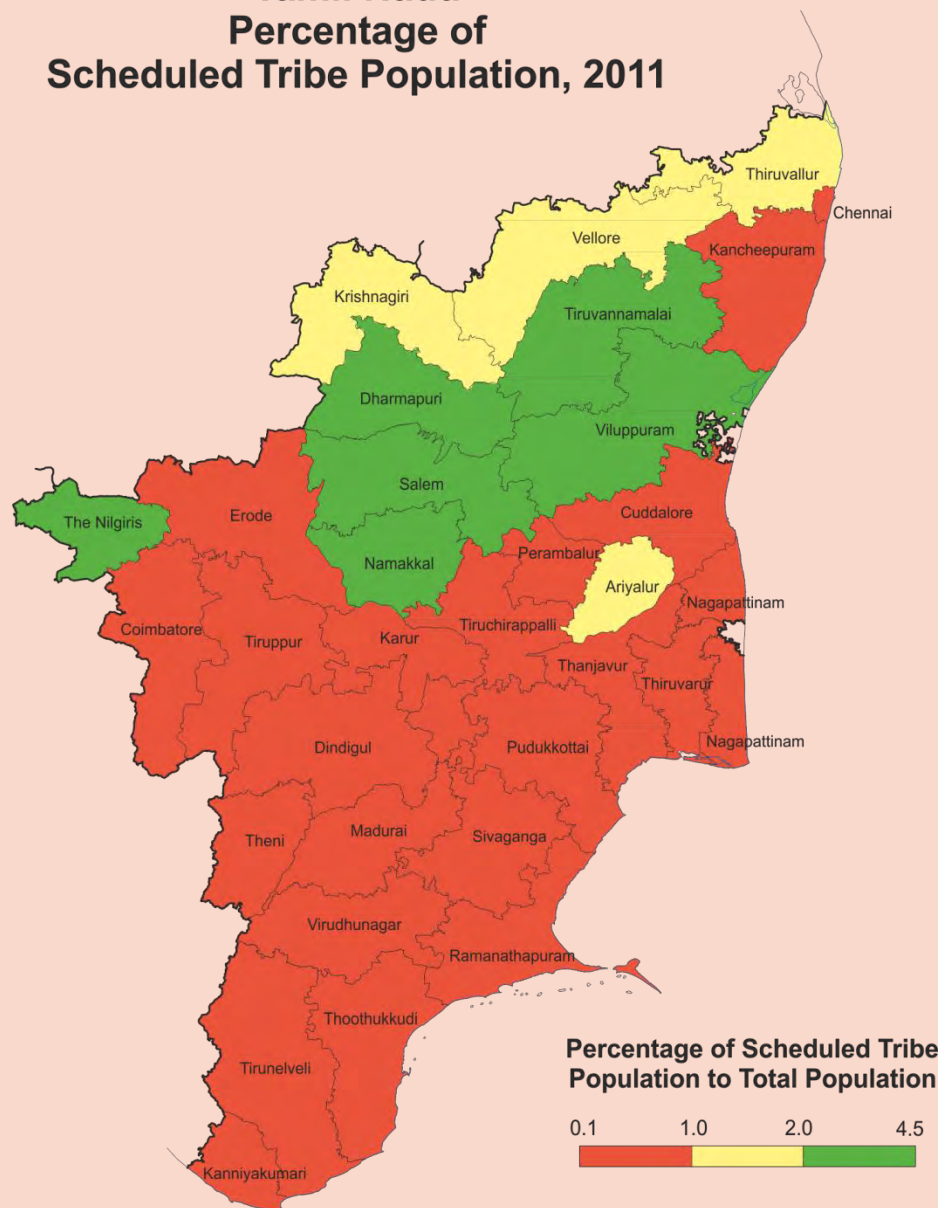 Percentage of
Scheduled Tribe Population, 2011
Thiruvallur
Chennai
Vellore
Kancheepuram
Krishnagiri
Tiruvannamalai
Dharmapuri
Viluppuram
Salem
Cuddalore
The Nilgiris
Erode
Perambalur
Namakkal
Ariyalur
Nagapattinam
Coimbatore
Tiruchirappalli
Karur
Tiruppur
Thanjavur
Thiruvarur
Dindigul
Pudukkottai
Nagapattinam
Madurai
Sivaganga
Theni
Virudhunagar
Ramanathapuram
Thoothukkudi
Tirunelveli
Kanniyakumari
Percentage of Scheduled Tribe
Population to Total Population
0.1 1.0 2.0 4.5